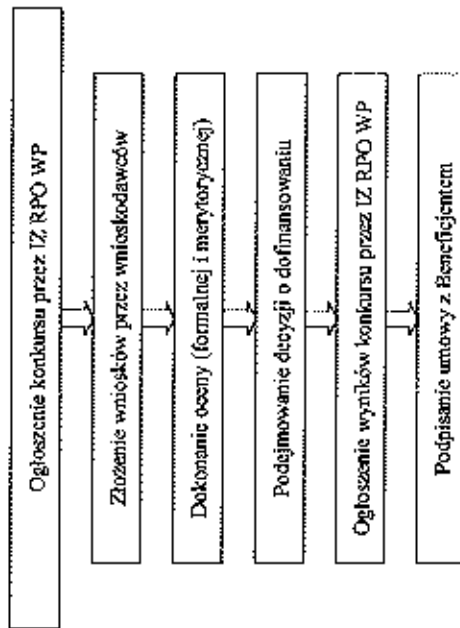 Ogłoszenie konkursu przez IZ RPO WP
Złożenie wniosków przez wnioskodawców
Dokonanie oceny (formalnej i merytorycznej)
Podejmowanie decyzji o dofinansowaniu
Ogłoszenie wyników konkursu przez IZ RPO WP
Podpisanie umowy z Beneficjentem